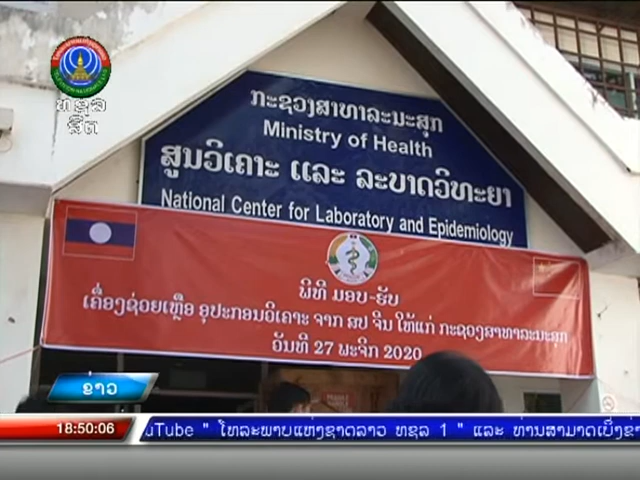 ທຊລ
ສົດ
ກະຊວງສາທາລະນະສຸກ
Ministry of Health
ສູນວິເຄາະ ແລະ ລະບາດວິທະຍາ
National Center for Laboratory and Epidemiology
ພິທີ ມອບ-ຮັບ
ເຄື່ອງຊ່ວຍເຫຼືອ ອຸປະກອນວິເຄາະ ຈາກ ສປ ຈີນ ໃຫ້ແກ່ ກະຊວງສາທາລະນະສຸກ
ວັນທີ 27 ພະຈິກ 2020
ຂ່າວ
18:50:06
uTube " ໂທລະພາບແຫ່ງຊາດລາວ ທຊລ 1 " ແລະ ທ່ານສາມາດເບິ່ງຂ່